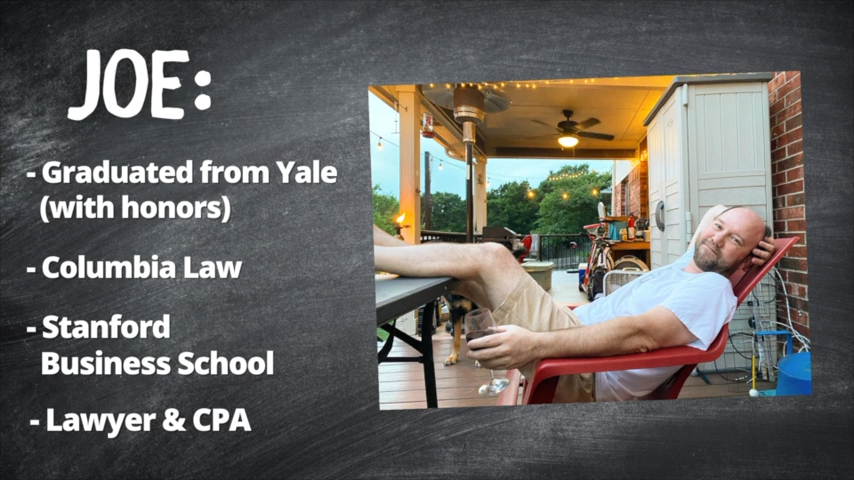 JOE:
- Graduated from Yale
(with honors)
- Columbia Law
- Stanford
Business School
- Lawyer & CPA